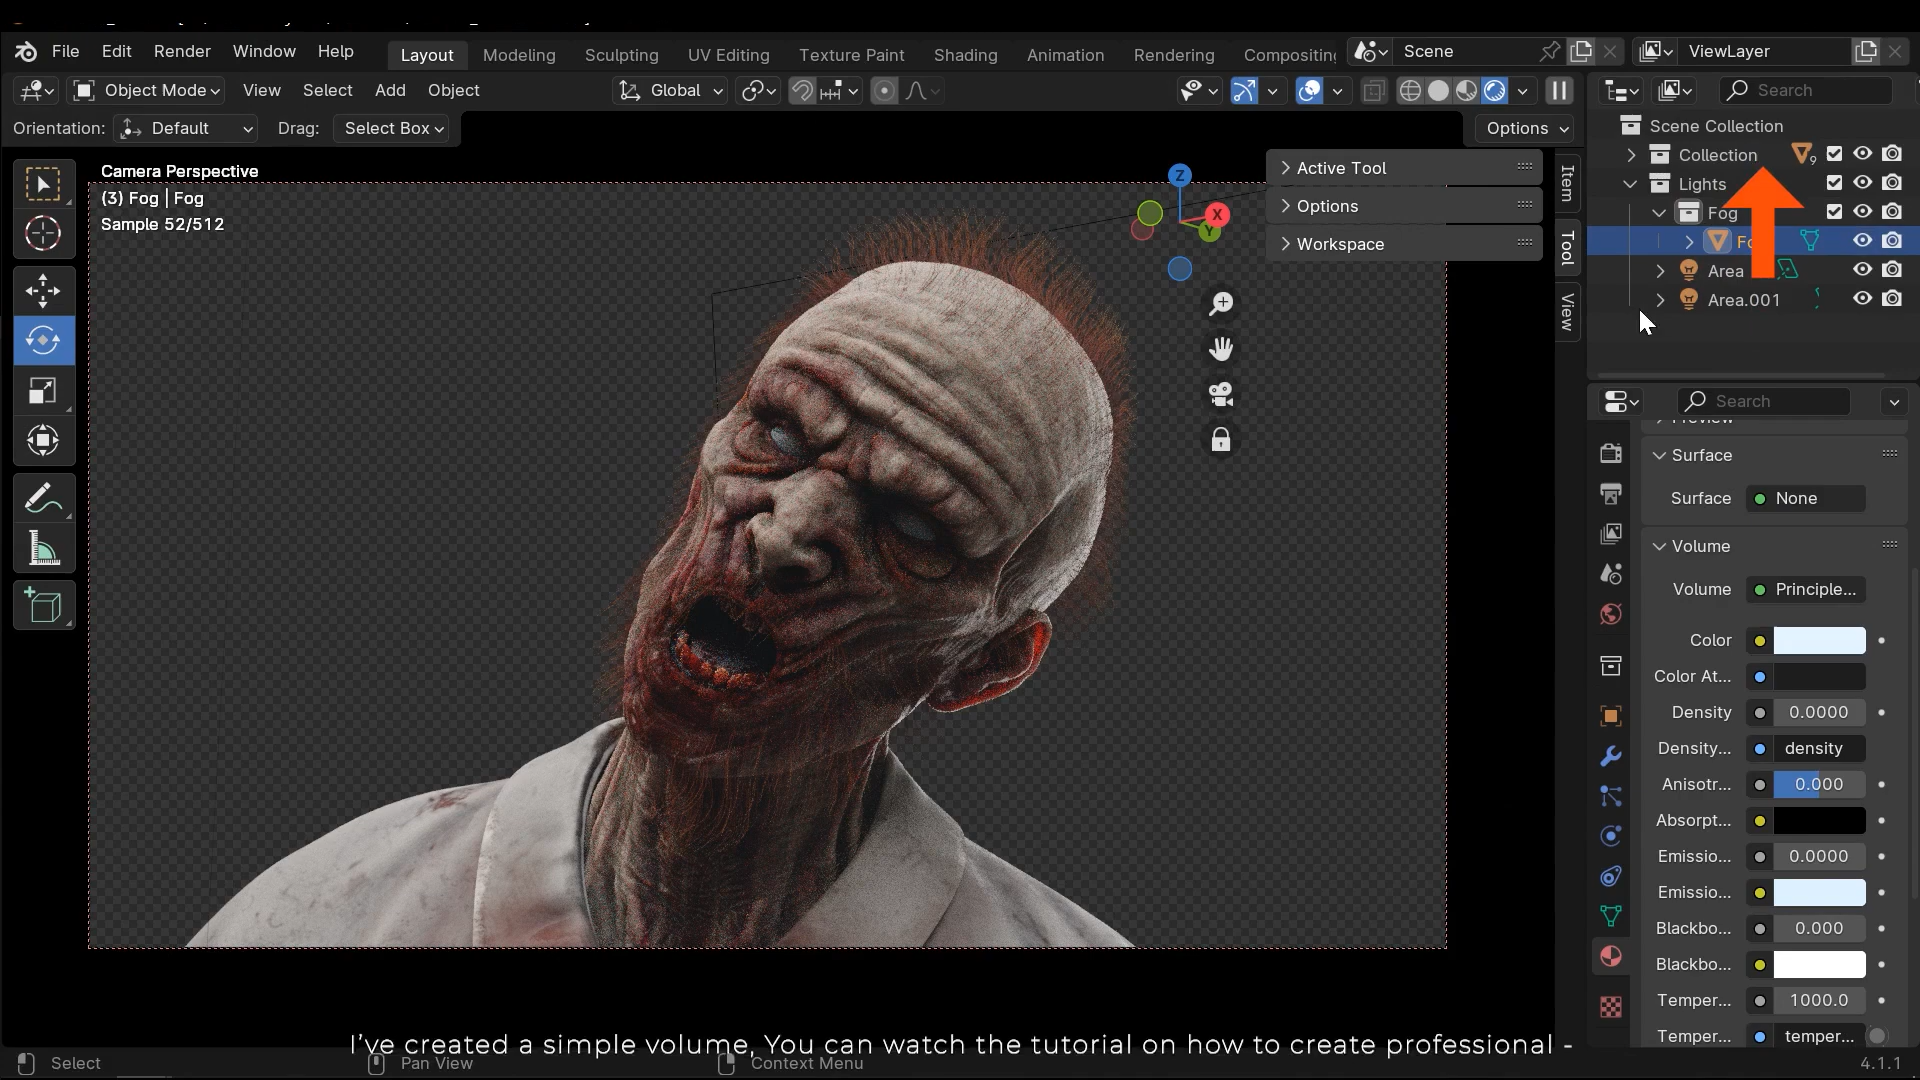 File Edit Render Window Help Layout Modeling Sculpting UV Editing Texture Paint Shading Animation Rendering Scene ViewLayer
Object Mode View Select Add Object Global Search
Orientation: Default Drag: Select Box Options
Scene Collection
Collection 9
Lights
Fog
Area
Area.001
Camera Perspective
(3) Fog | Fog
Sample 52/512
Z
X
Y
Active Tool
Options
Workspace
Item
Tool
View
Search
Surface
Surface None
Volume
Volume Principle...
Color
Color At...
Density 0.0000
Density... density
Anisotr... 0.000
Absorpt...
Emissio... 0.0000
Emissio...
Blackbo... 0.000
Blackbo...
Temper... 1000.0
Temper... temper...
I've created a simple volume, You can watch the tutorial on how to create professional -
Select Pan View Context Menu 4.1.1